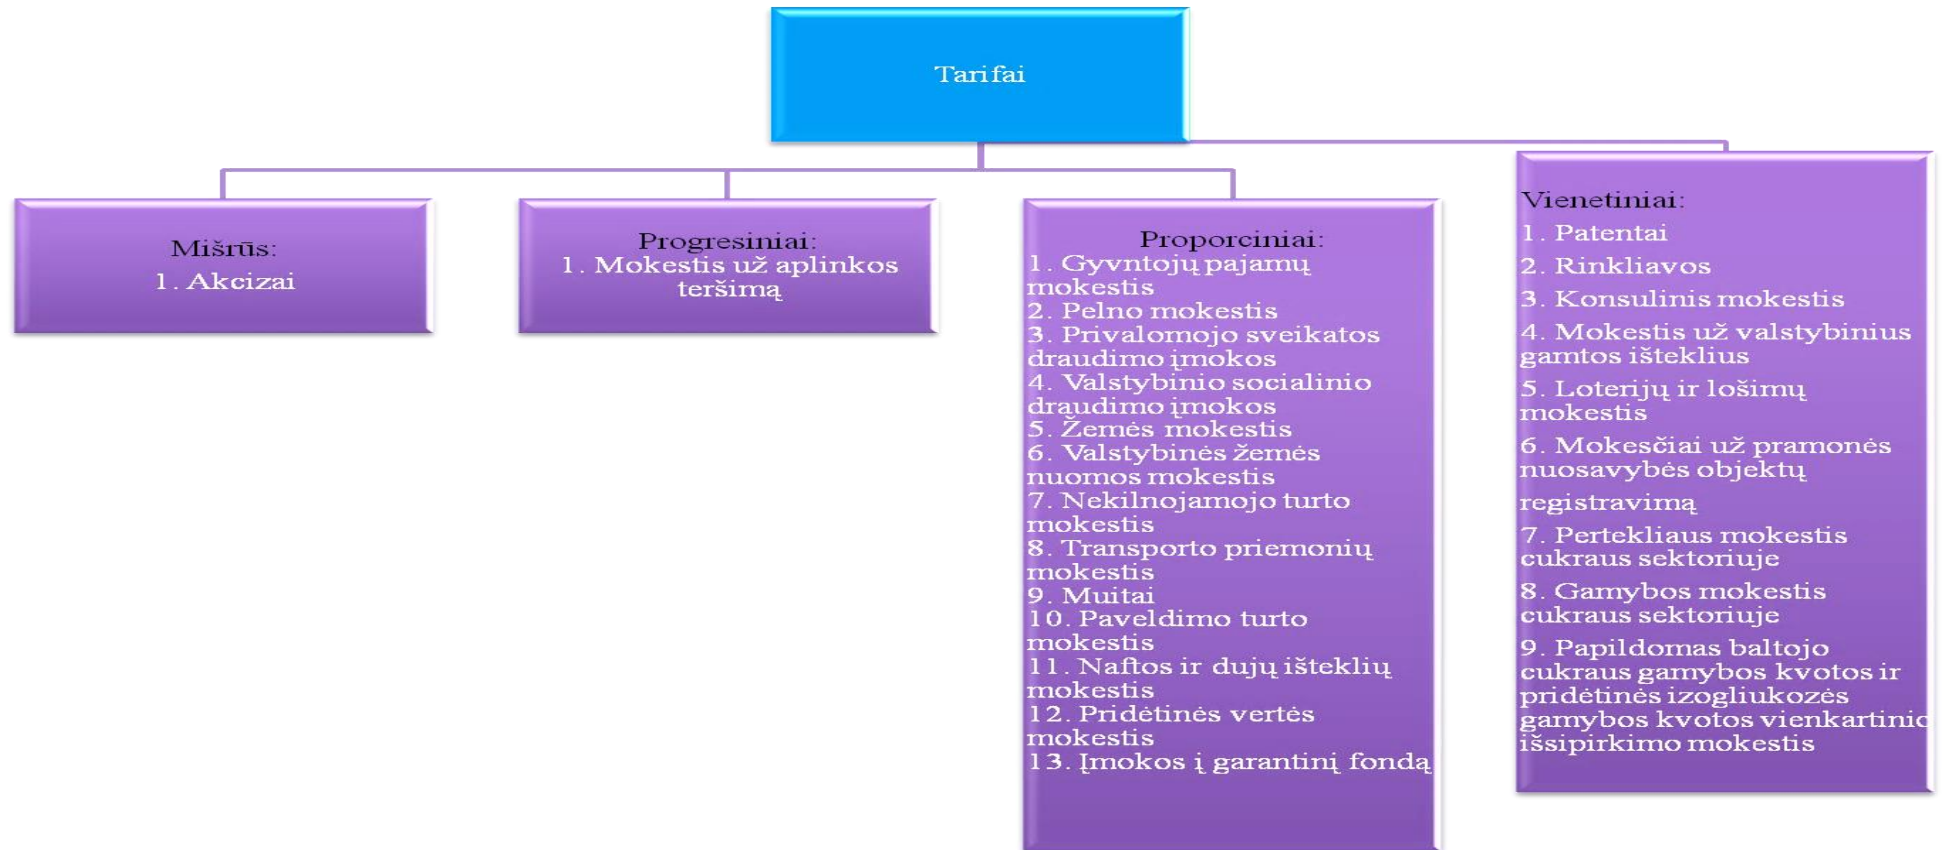 Tarifai
Mišrūs:
1. Akcizai
Progresiniai:
1. Mokestis už aplinkos
teršimą
Proporciniai:
1. Gyvntojų pajamų
mokestis
2. Pelno mokestis
3. Privalomojo sveikatos
draudimo įmokos
4. Valstybinio socialinio
draudimo įmokos
5. Žemės mokestis
6. Valstybinės žemės
nuomos mokestis
7. Nekilnojamojo turto
mokestis
8. Transporto priemonių
mokestis
9. Muitai
10. Paveldimo turto
mokestis
11. Naftos ir dujų išteklių
mokestis
12. Pridėtinės vertės
mokestis
13. Įmokos į garantinį fondą
Vienetiniai:
1. Patentai
2. Rinkliavos
3. Konsulinis mokestis
4. Mokestis už valstybinius
gamtos išteklius
5. Loterijų ir lošimų
mokestis
6. Mokesčiai už pramonės
nuosavybės objektų
registravimą
7. Pertekliaus mokestis
cukraus sektoriuje
8. Gamybos mokestis
cukraus sektoriuje
9. Papildomas baltojo
cukraus gamybos kvotos ir
pridėtinės izogliukozės
gamybos kvotos vienkartinio
išsipirkimo mokestis